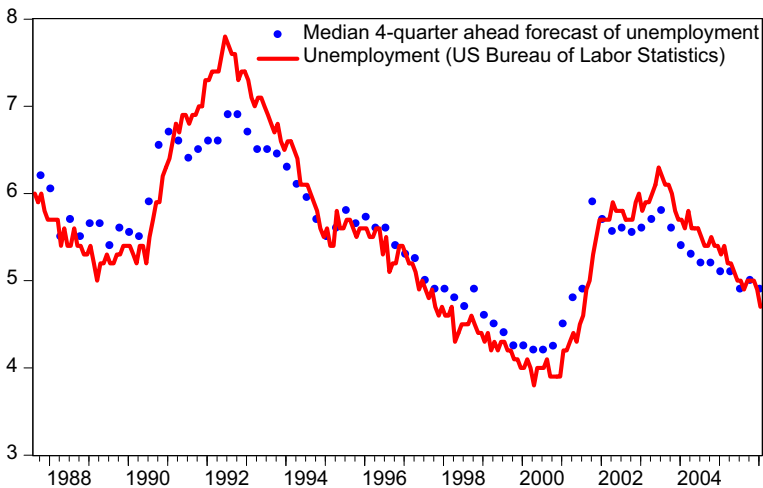 Median 4-quarter ahead forecast of unemployment
Unemployment (US Bureau of Labor Statistics)
8
7
6
5
4
3
1988 1990 1992 1994 1996 1998 2000 2002 2004